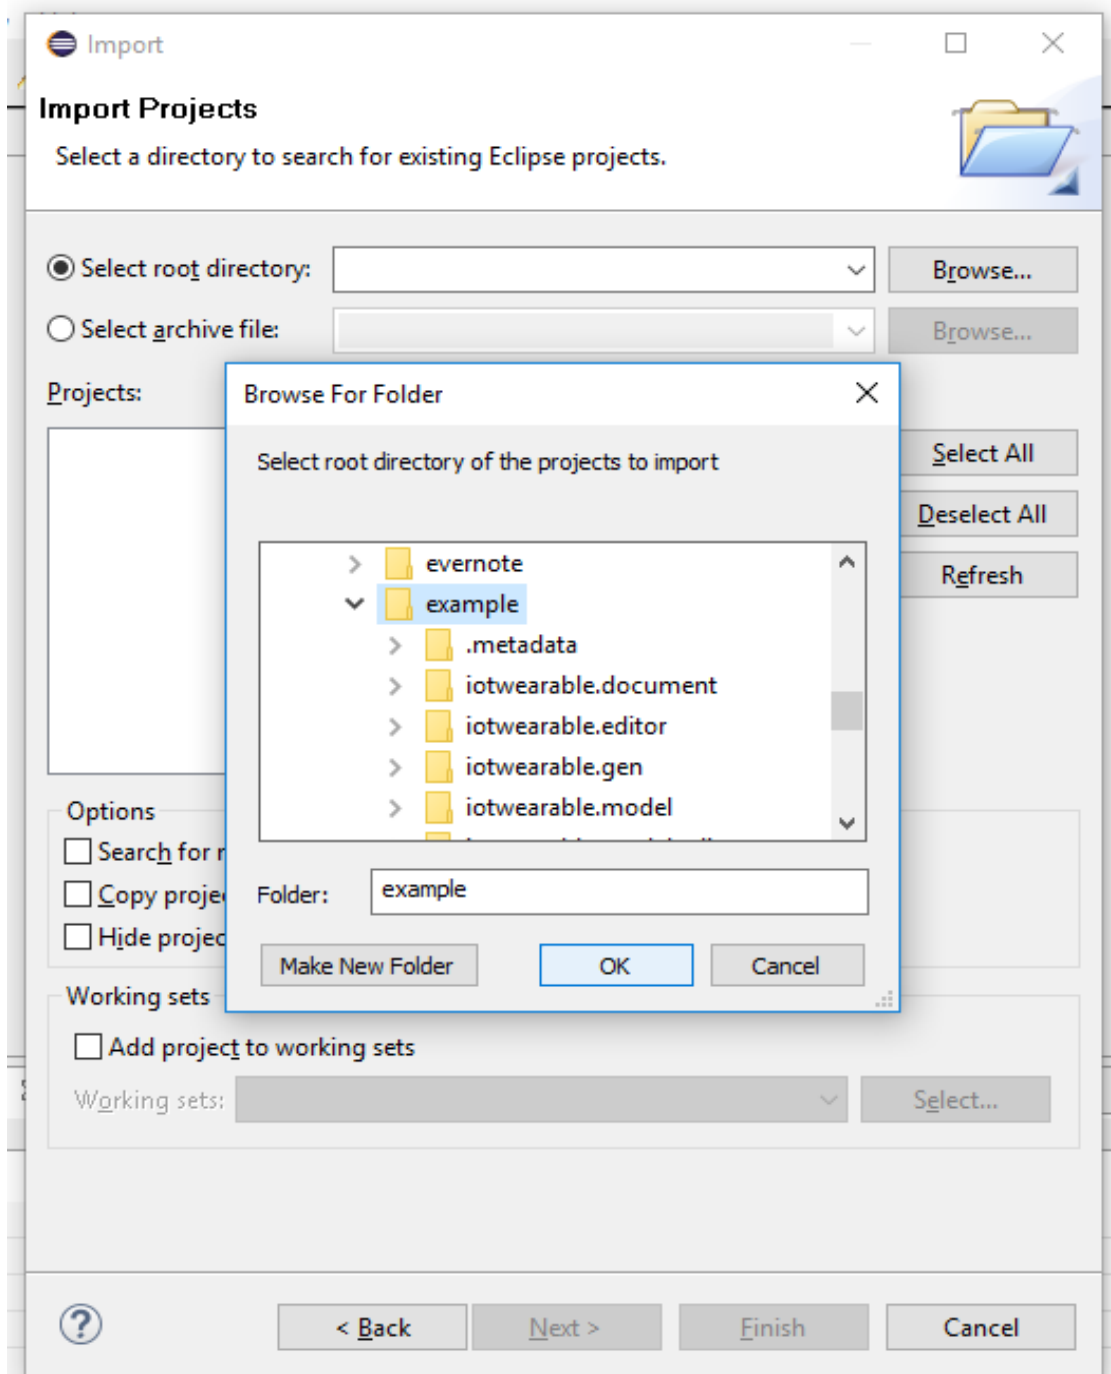 Import
Import Projects
Select a directory to search for existing Eclipse projects.
Select root directory:
Browse...
Select archive file:
Browse...
Projects:
Browse For Folder
Select root directory of the projects to import
Select All
Deselect All
Refresh
evernote
example
.metadata
iotwearable.document
iotwearable.editor
iotwearable.gen
iotwearable.model
Folder: example
Make New Folder
OK
Cancel
Options
Search for
Copy
Hide
Working sets
Add project to working sets
Working sets:
Select...
< Back
Next >
Finish
Cancel